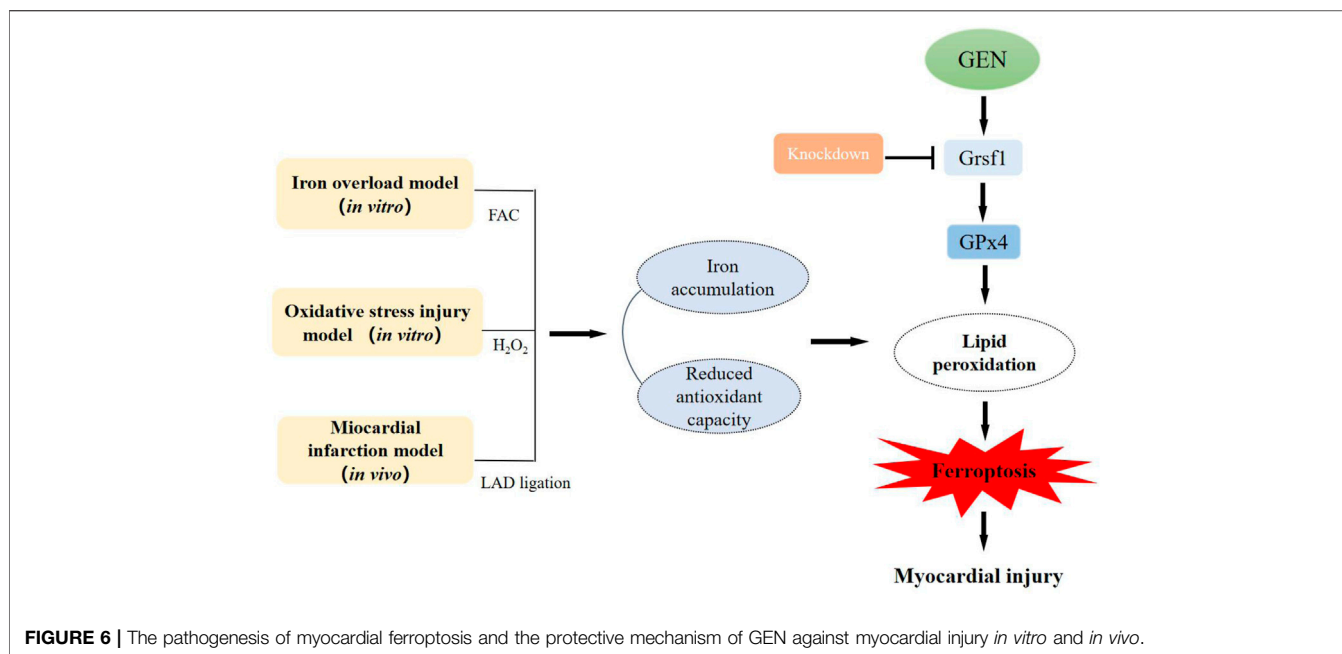 GEN
Knockdown
Grsf1
Iron overload model
(in vitro)
FAC
GPx4
Iron
accumulation
Oxidative stress injury
model (in vitro)
H₂O₂
Lipid
peroxidation
Reduced
antioxidant
capacity
Miocardial
infarction model
(in vivo)
LAD ligation
Ferroptosis
Myocardial injury
FIGURE 6 | The pathogenesis of myocardial ferroptosis and the protective mechanism of GEN against myocardial injury in vitro and in vivo.